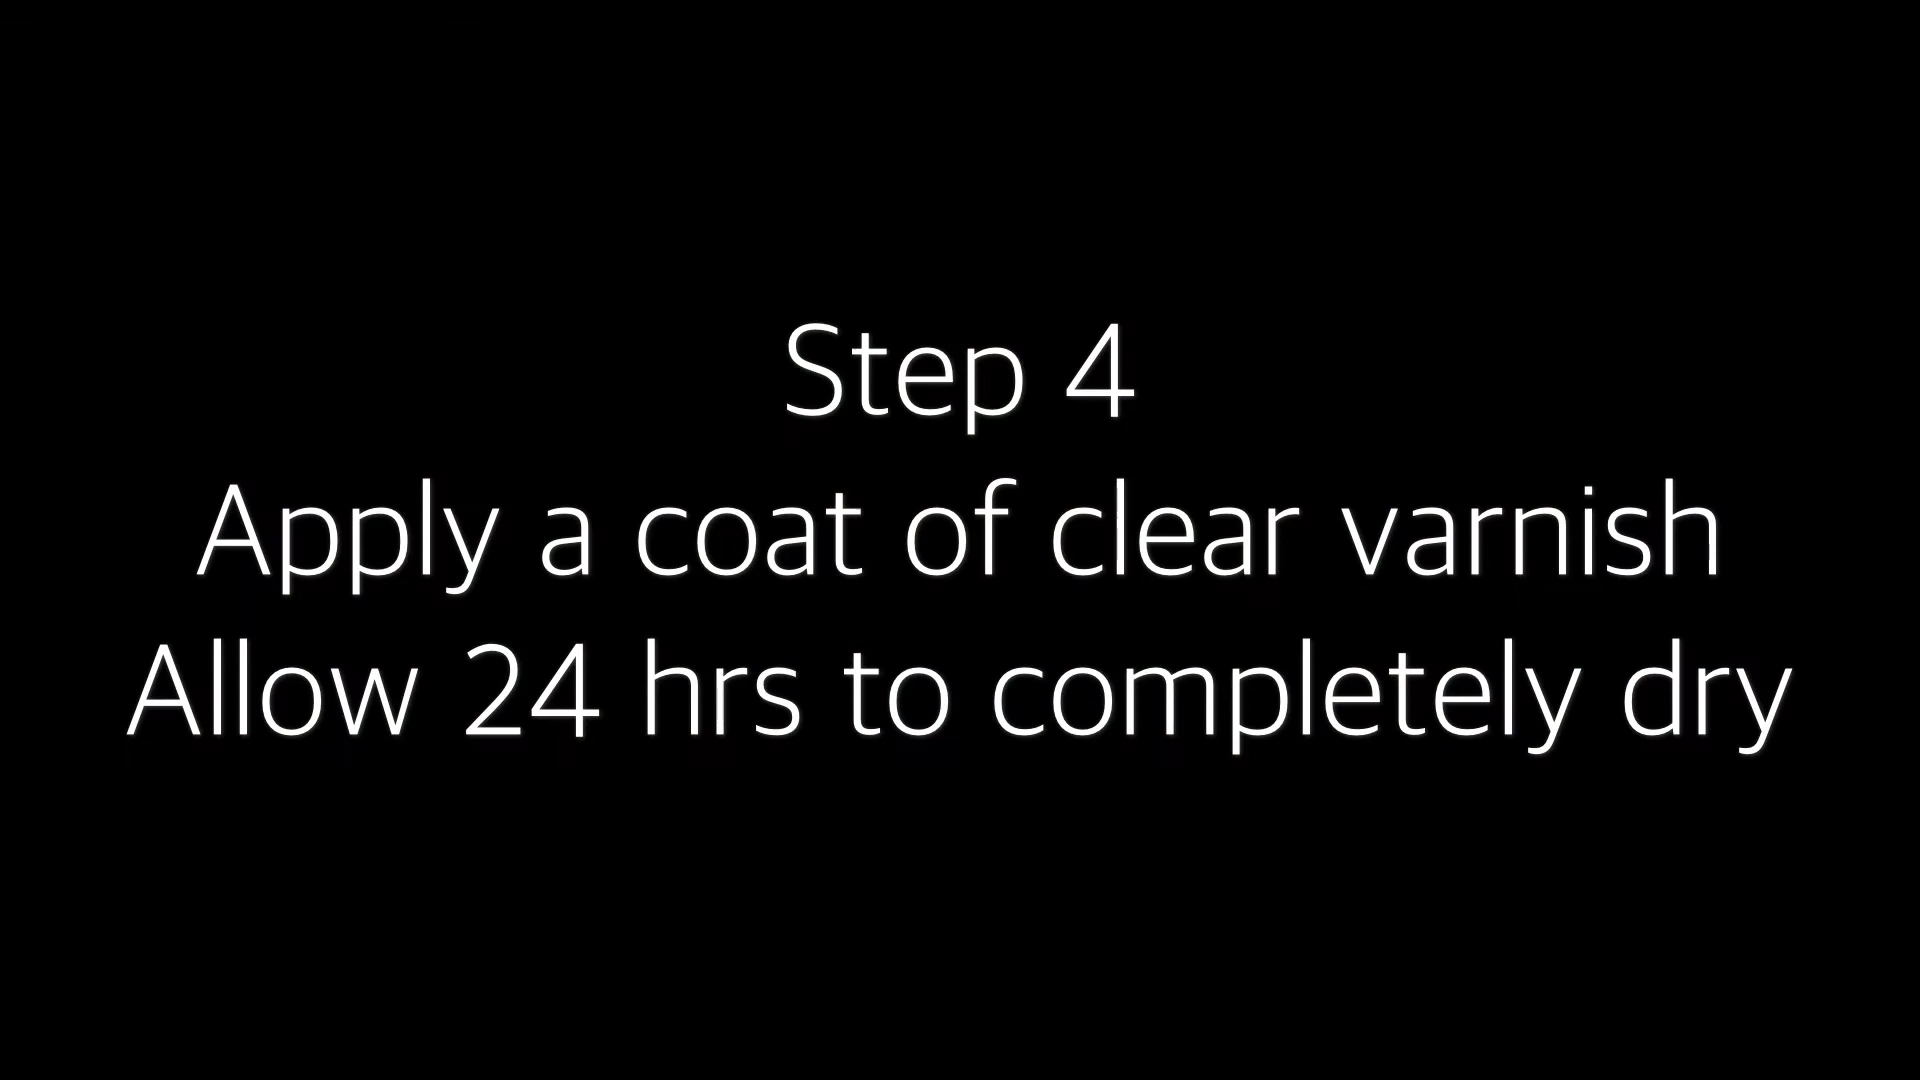 Step 4
Apply a coat of clear varnish
Allow 24 hrs to completely dry